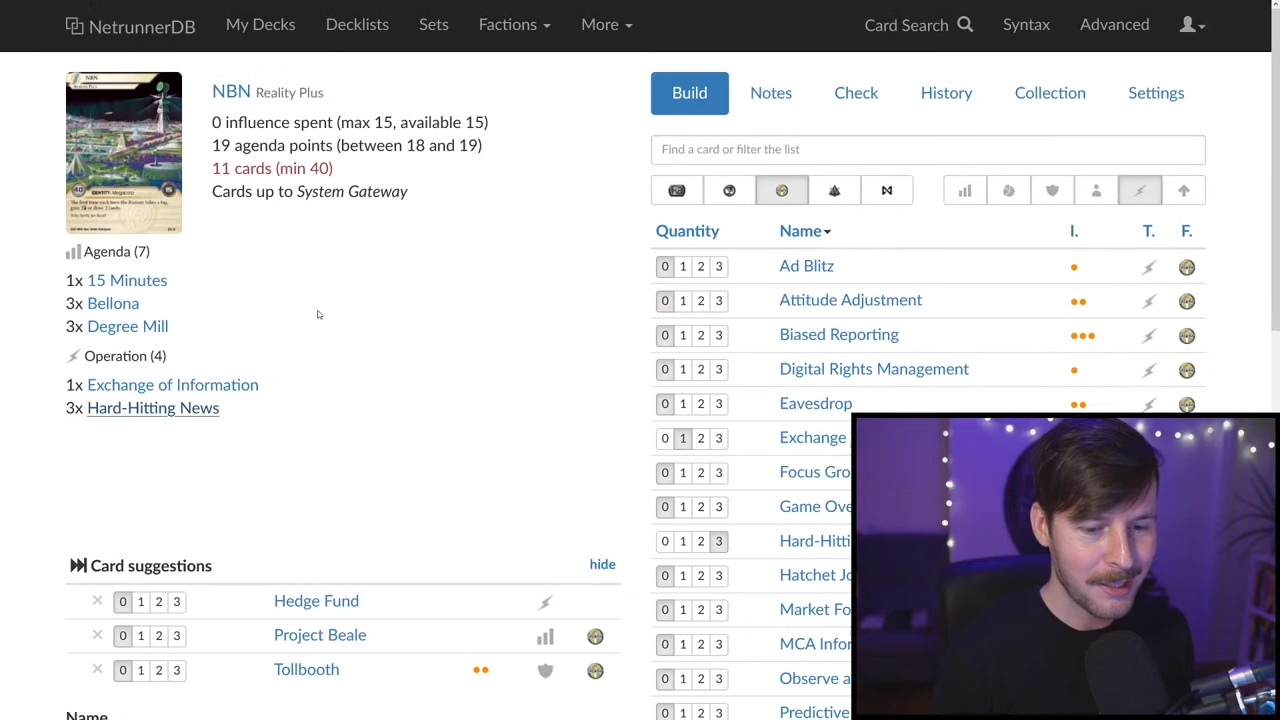 NetrunnerDB My Decks Decklists Sets Factions More Card Search Syntax Advanced
NBN Reality Plus
0 influence spent (max 15, available 15)
19 agenda points (between 18 and 19)
11 cards (min 40)
Cards up to System Gateway
Agenda (7)
1x 15 Minutes
3x Bellona
3x Degree Mill
Operation (4)
1x Exchange of Information
3x Hard-Hitting News
Card suggestions hide
0 1 2 3 Hedge Fund
0 1 2 3 Project Beale
0 1 2 3 Tollbooth
Name
Build Notes Check History Collection Settings
Find a card or filter the list
Quantity Name I. T. F.
0 1 2 3 Ad Blitz
0 1 2 3 Attitude Adjustment
0 1 2 3 Biased Reporting
0 1 2 3 Digital Rights Management
0 1 2 3 Eavesdrop
0 1 2 3 Exchange
0 1 2 3 Focus Gro
0 1 2 3 Game Ove
0 1 2 3 Hard-Hitti
0 1 2 3 Hatchet Jo
0 1 2 3 Market Fo
0 1 2 3 MCA Infor
0 1 2 3 Observe a
0 1 2 3 Predictive